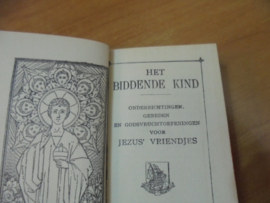 HET
BIDDENDE KIND
ONDERRICHTINGEN,
GEBEDEN
EN GODSVRUCHTOEFENINGEN
VOOR
JEZUS' VRIENDJES